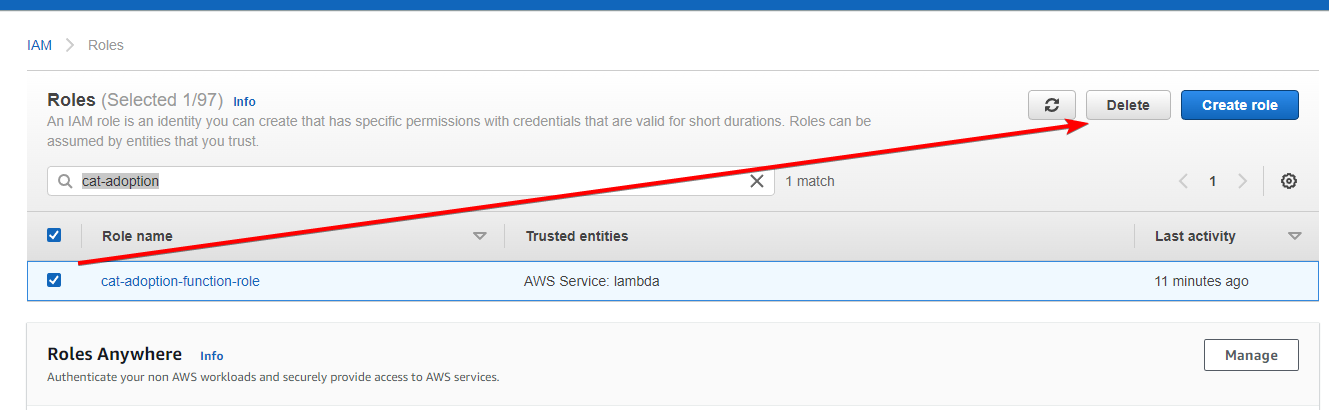 IAM > Roles
Roles (Selected 1/97) Info
An IAM role is an identity you can create that has specific permissions with credentials that are valid for short durations. Roles can be
assumed by entities that you trust.
Delete
Create role
cat-adoption
1 match
1
Role name
Trusted entities
Last activity
cat-adoption-function-role
AWS Service: lambda
11 minutes ago
Roles Anywhere Info
Authenticate your non AWS workloads and securely provide access to AWS services.
Manage